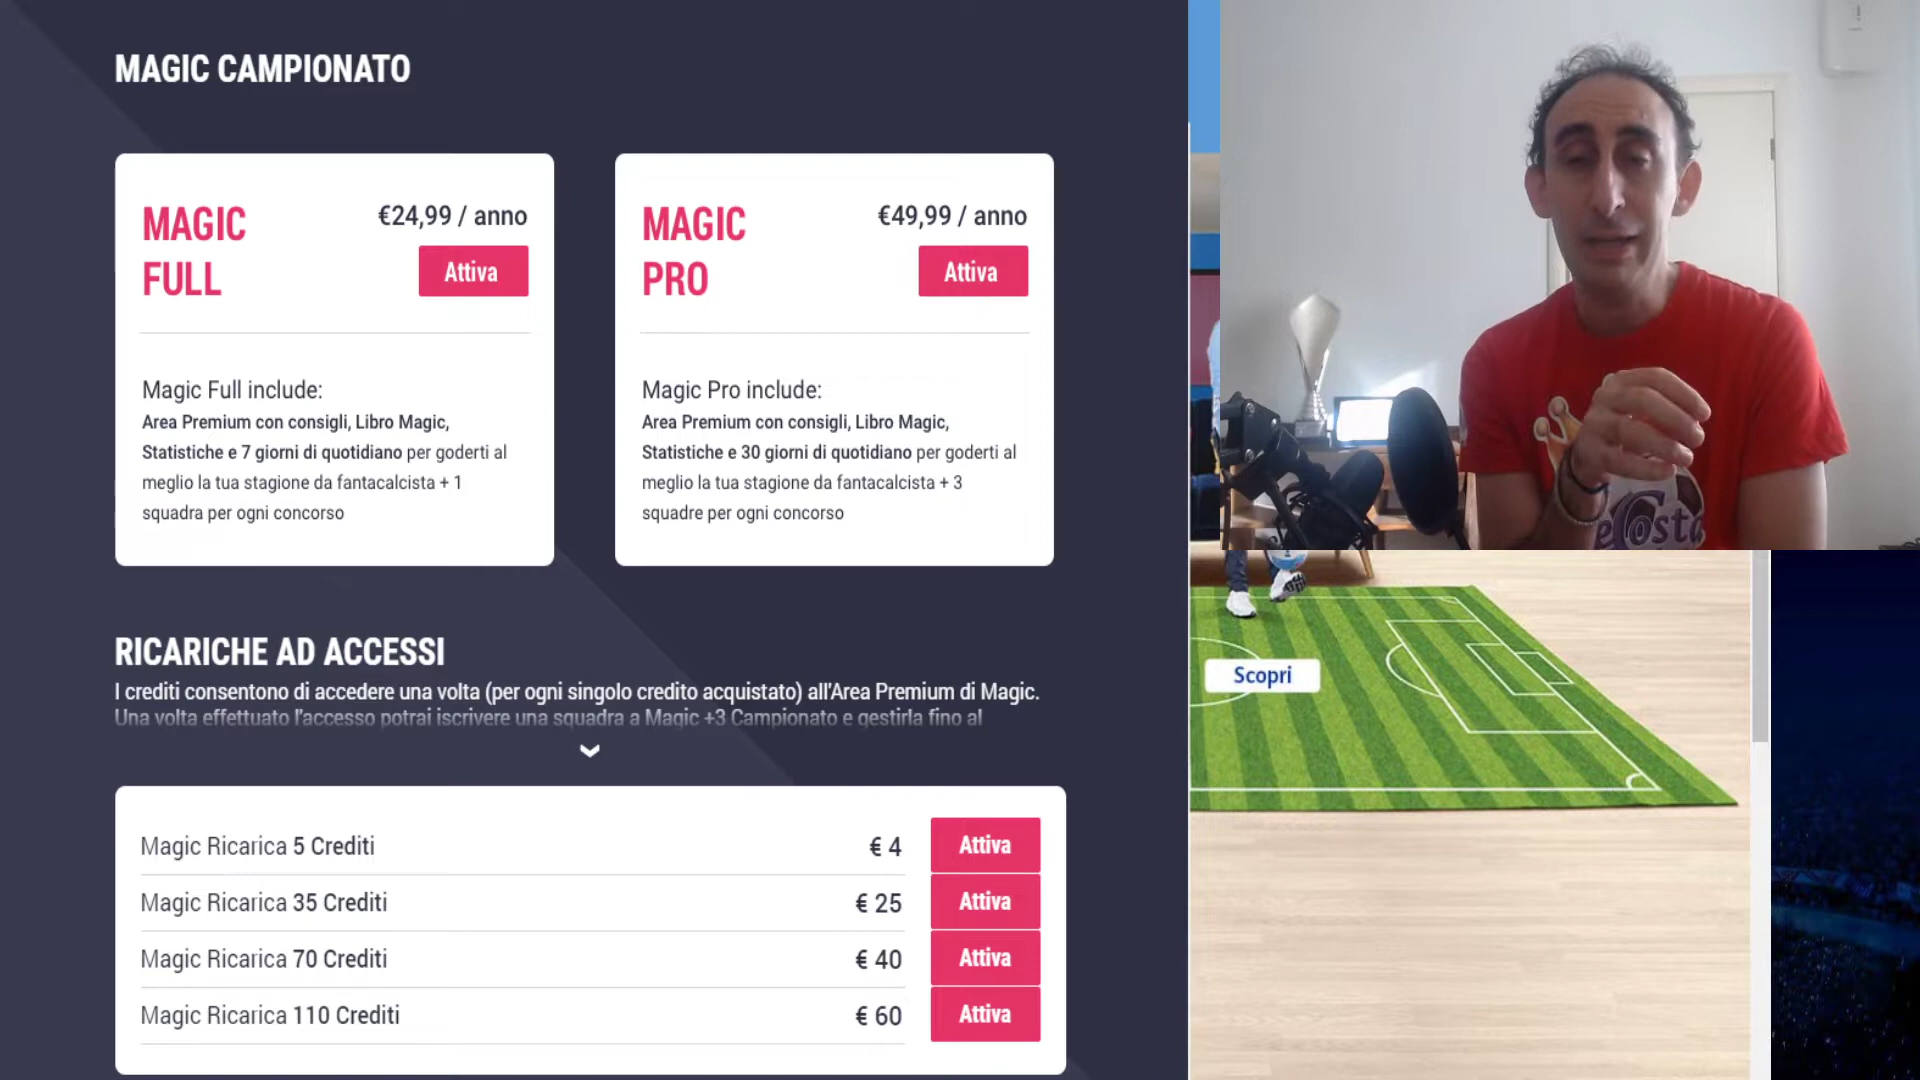 MAGIC CAMPIONATO
MAGIC
FULL
€24,99 / anno
Attiva
Magic Full include:
Area Premium con consigli, Libro Magic,
Statistiche e 7 giorni di quotidiano per goderti al
meglio la tua stagione da fantacalcista + 1
squadra per ogni concorso
MAGIC
PRO
€49,99 / anno
Attiva
Magic Pro include:
Area Premium con consigli, Libro Magic,
Statistiche e 30 giorni di quotidiano per goderti al
meglio la tua stagione da fantacalcista + 3
squadre per ogni concorso
RICARICHE AD ACCESSI
I crediti consentono di accedere una volta (per ogni singolo credito acquistato) all'Area Premium di Magic.
Una volta effettuato l'accesso potrai iscrivere una squadra a Magic +3 Campionato e gestirla fino al
Magic Ricarica 5 Crediti € 4 Attiva
Magic Ricarica 35 Crediti € 25 Attiva
Magic Ricarica 70 Crediti € 40 Attiva
Magic Ricarica 110 Crediti € 60 Attiva
Scopri